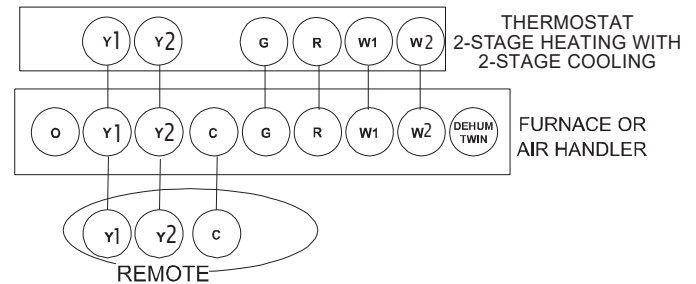 Y1 Y2 G R W1 W2
THERMOSTAT
2-STAGE HEATING WITH
2-STAGE COOLING
O Y1 Y2 C G R W1 W2 DEHUM
TWIN
FURNACE OR
AIR HANDLER
Y1 Y2 C
REMOTE